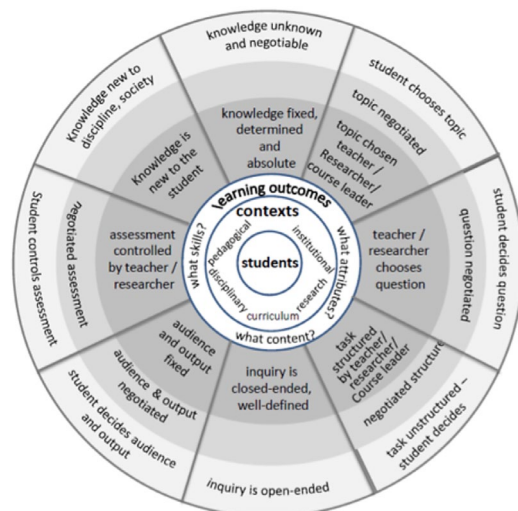 knowledge unknown
and negotiable
knowledge fixed,
determined
and
absolute
student chooses topic
topic negotiated
topic chosen
teacher /
Researcher/
course leader
student decides question
question negotiated
teacher /
researcher
chooses
question
task unstructured –
student decides
negotiated structure
task
structured
by teacher/
researcher/
Course leader
inquiry is
closed-ended,
well-defined
inquiry is open-ended
student decides audience
and output
audience & output
negotiated
audience
and output
fixed
Student controls assessment
negotiated assessment
assessment
controlled
by teacher /
researcher
Knowledge new to
discipline, society
Knowledge is
new to the
student
learning outcomes
what skills?
what attributes?
what content?
contexts
pedagogical
institutional
disciplinary
research
curriculum
students